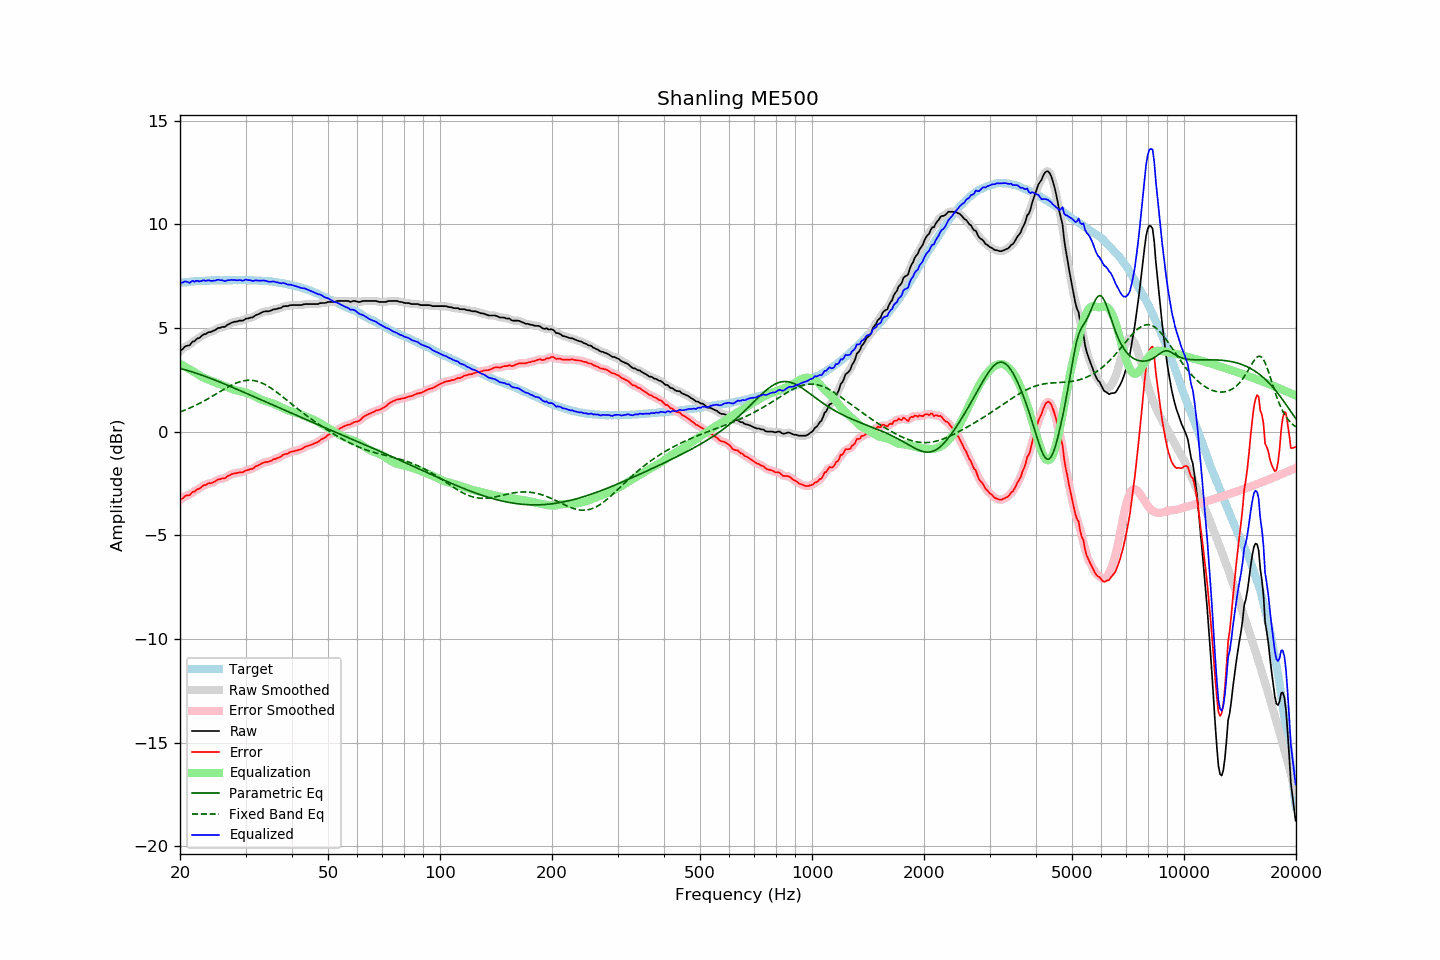 Shanling ME500
15
10
5
0
−5
−10
−15
−20
Amplitude (dBr)
Target
Raw Smoothed
Error Smoothed
Raw
Error
Equalization
Parametric Eq
Fixed Band Eq
Equalized
20 50 100 200 500 1000 2000 5000 10000 20000
Frequency (Hz)